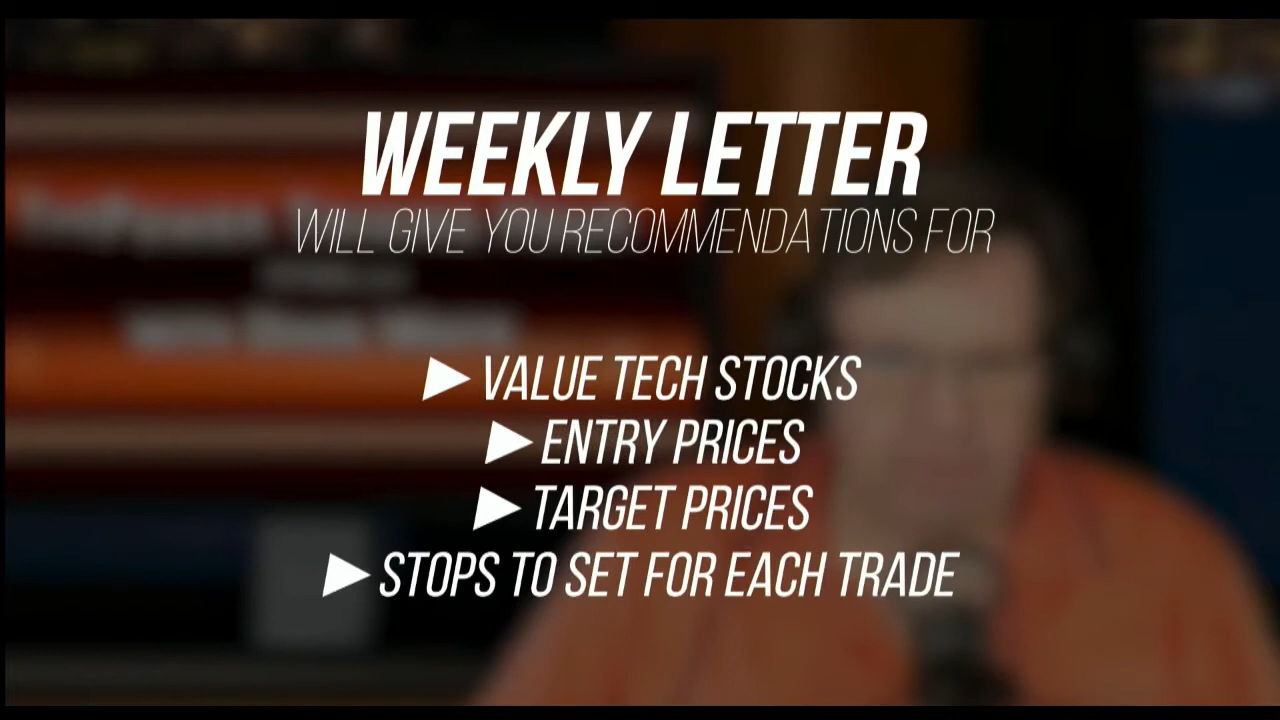 WEEKLY LETTER
WILL GIVE YOU RECOMMENDATIONS FOR
▶ VALUE TECH STOCKS
▶ ENTRY PRICES
▶ TARGET PRICES
▶ STOPS TO SET FOR EACH TRADE